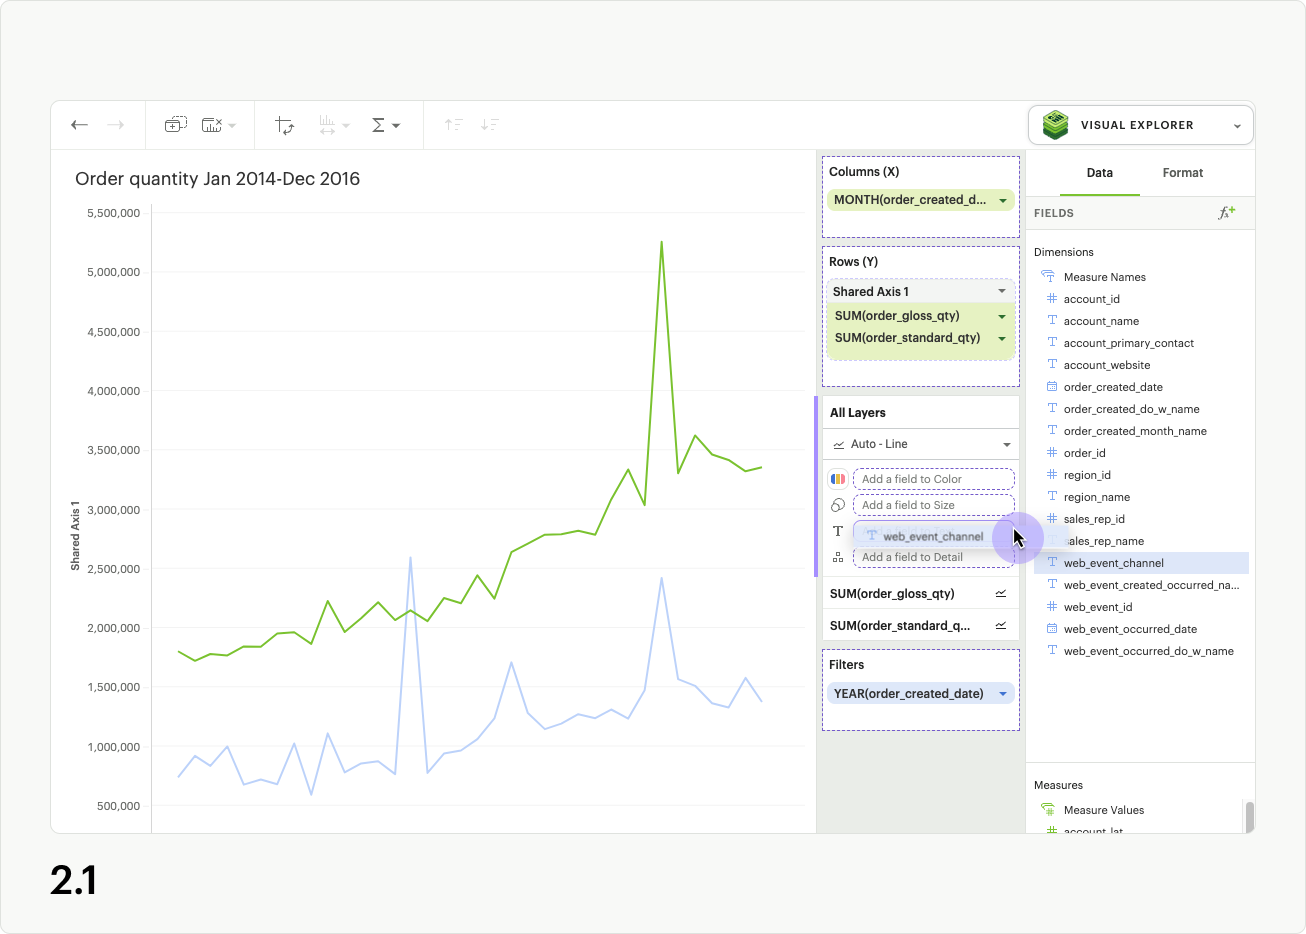 VISUAL EXPLORER
Order quantity Jan 2014-Dec 2016
5,500,000
5,000,000
4,500,000
4,000,000
3,500,000
3,000,000
2,500,000
2,000,000
1,500,000
1,000,000
500,000
Shared Axis 1
Columns (X)
MONTH(order_created_d...
Rows (Y)
Shared Axis 1
SUM(order_gloss_qty)
SUM(order_standard_qty)
All Layers
Auto - Line
Add a field to Color
Add a field to Size
T
web_event_channel
Add a field to Detail
SUM(order_gloss_qty)
SUM(order_standard_q...
Filters
YEAR(order_created_date)
Data
Format
FIELDS
Dimensions
Measure Names
account_id
account_name
account_primary_contact
account_website
order_created_date
order_created_do_w_name
order_created_month_name
order_id
region_id
region_name
sales_rep_id
sales_rep_name
web_event_channel
web_event_created_occurred_na...
web_event_id
web_event_occurred_date
web_event_occurred_do_w_name
Measures
Measure Values
account_lat
2.1